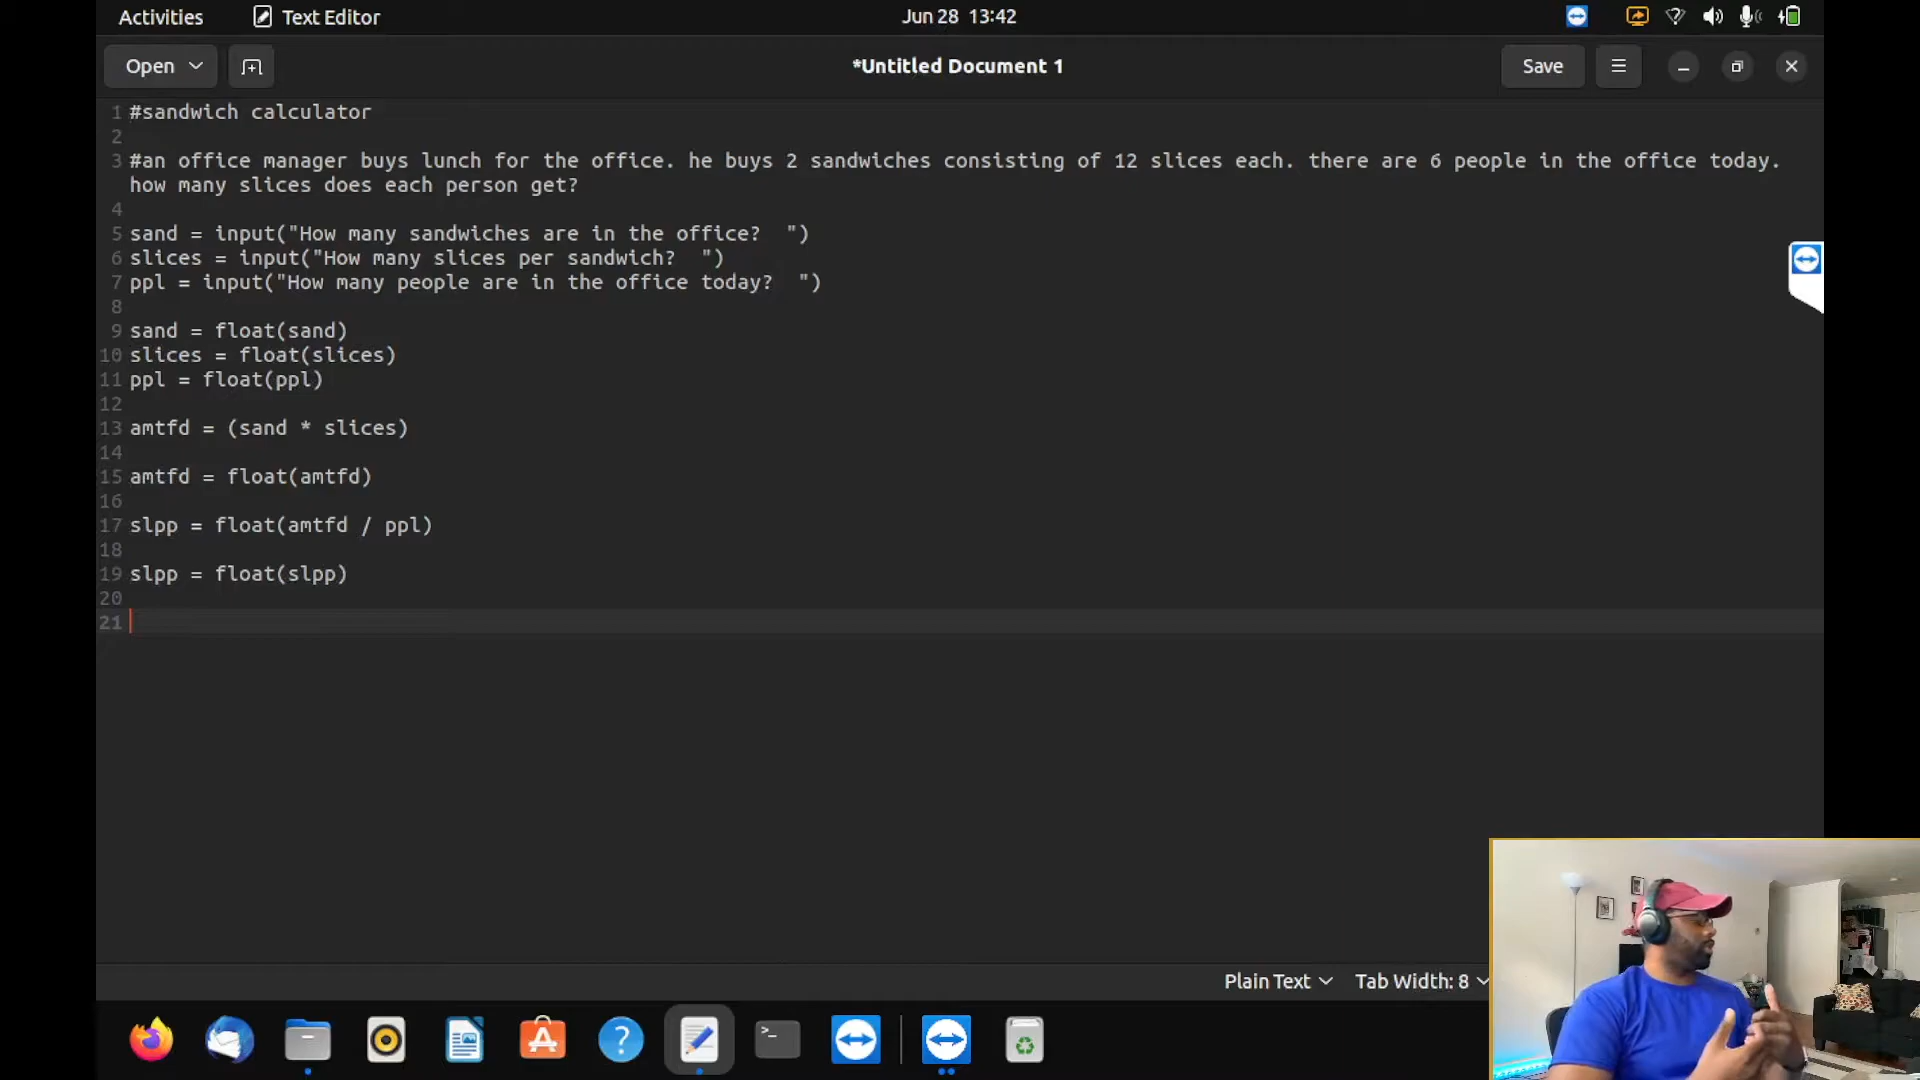 Activities
Text Editor
Jun 28 13:42
Open
*Untitled Document 1
Save
1 #sandwich calculator
2
3 #an office manager buys lunch for the office. he buys 2 sandwiches consisting of 12 slices each. there are 6 people in the office today.
how many slices does each person get?
4
5 sand = input("How many sandwiches are in the office?  ")
6 slices = input("How many slices per sandwich?  ")
7 ppl = input("How many people are in the office today?  ")
8
9 sand = float(sand)
10 slices = float(slices)
11 ppl = float(ppl)
12
13 amtfd = (sand * slices)
14
15 amtfd = float(amtfd)
16
17 slpp = float(amtfd / ppl)
18
19 slpp = float(slpp)
20
21
Plain Text
Tab Width: 8